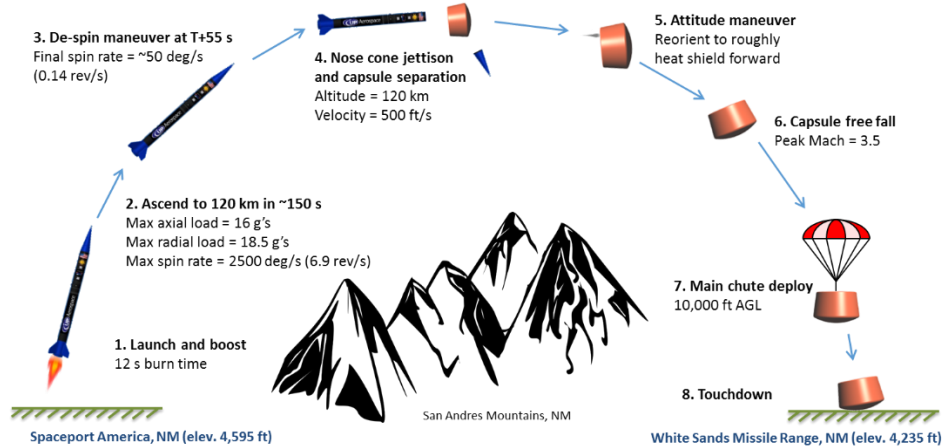 3. De-spin maneuver at T+55 s
Final spin rate = ~50 deg/s
(0.14 rev/s)
4. Nose cone jettison
and capsule separation
Altitude = 120 km
Velocity = 500 ft/s
5. Attitude maneuver
Reorient to roughly
heat shield forward
6. Capsule free fall
Peak Mach = 3.5
2. Ascend to 120 km in ~150 s
Max axial load = 16 g's
Max radial load = 18.5 g's
Max spin rate = 2500 deg/s (6.9 rev/s)
7. Main chute deploy
10,000 ft AGL
1. Launch and boost
12 s burn time
8. Touchdown
San Andres Mountains, NM
Spaceport America, NM (elev. 4,595 ft)
White Sands Missile Range, NM (elev. 4,235 ft)